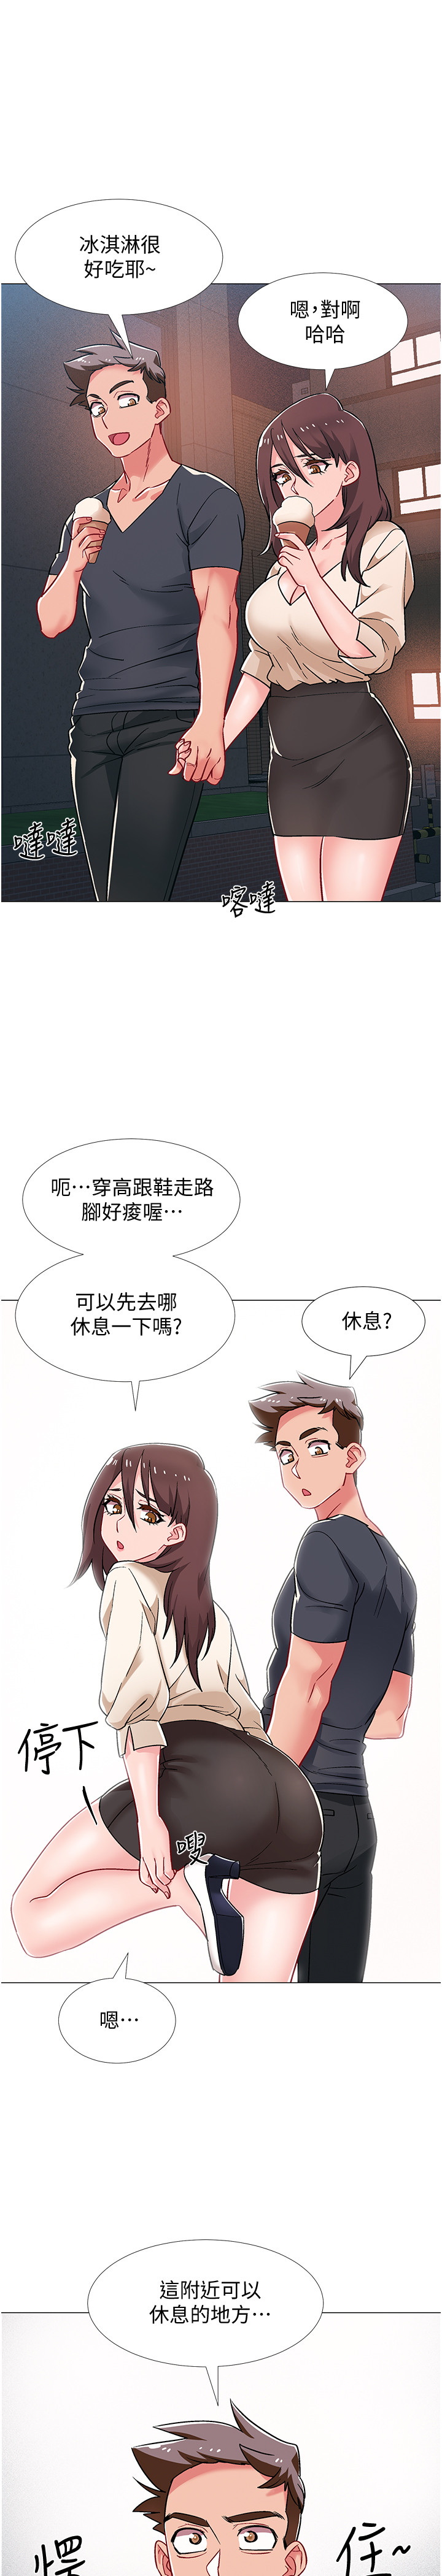 冰淇淋很
好吃耶~
嗯,對啊
哈哈
噠噠
喀噠
呃⋯穿高跟鞋走路
腳好痠喔⋯
可以先去哪
休息一下嗎?
休息?
停下
嗖
嗯⋯
這附近可以
休息的地方⋯
愣
住~